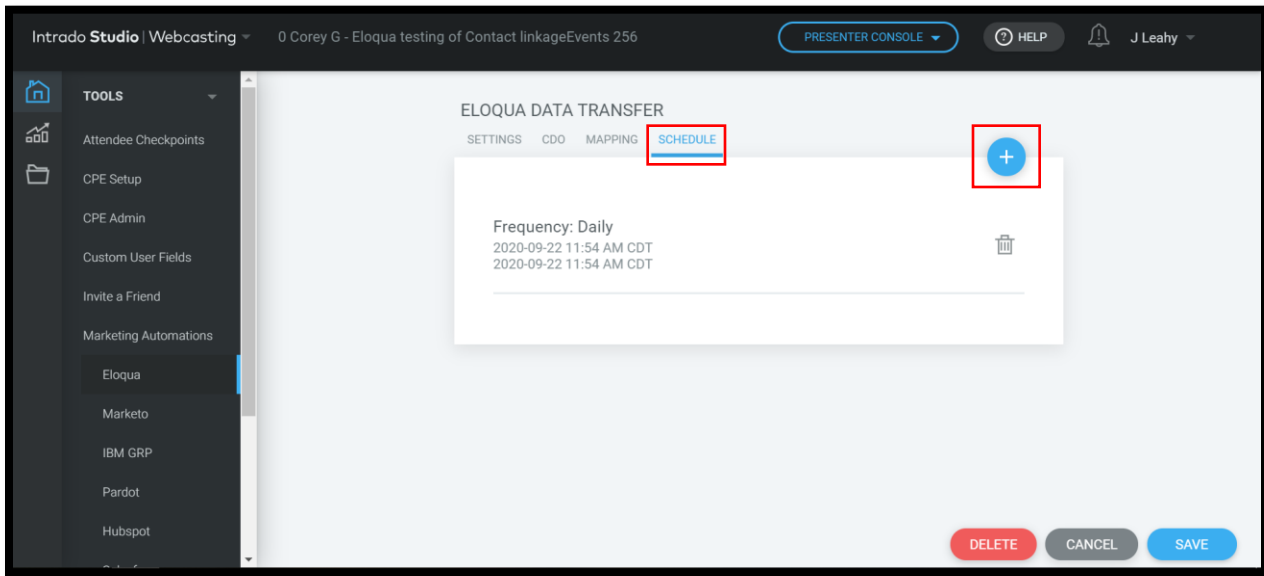 Intrado Studio | Webcasting
0 Corey G - Eloqua testing of Contact linkageEvents 256
PRESENTER CONSOLE
? HELP
J Leahy
TOOLS
Attendee Checkpoints
CPE Setup
CPE Admin
Custom User Fields
Invite a Friend
Marketing Automations
Eloqua
Marketo
IBM GRP
Pardot
Hubspot
ELOQUA DATA TRANSFER
SETTINGS CDO MAPPING SCHEDULE
+
Frequency: Daily
2020-09-22 11:54 AM CDT
2020-09-22 11:54 AM CDT
DELETE CANCEL SAVE